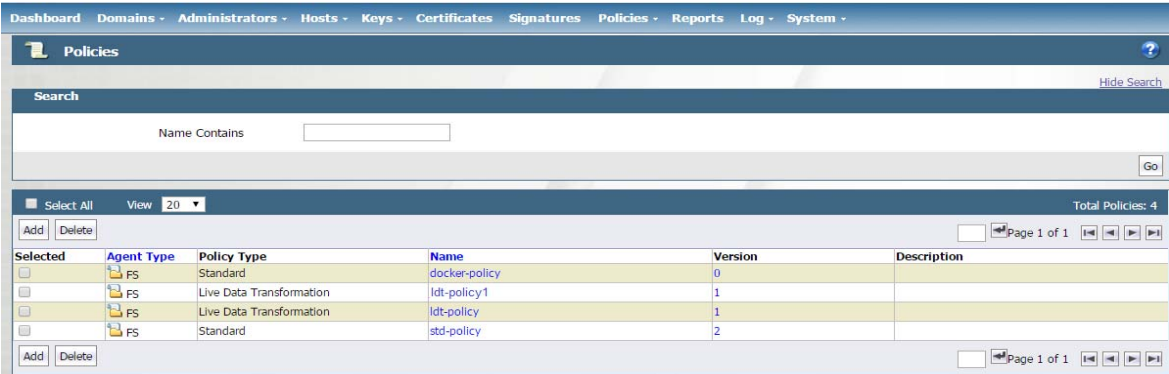 Dashboard Domains Administrators Hosts Keys Certificates Signatures Policies Reports Log System
Policies ?
Hide Search
Search
Name Contains
Go
Select All View 20 Total Policies: 4
Add Delete Page 1 of 1
Selected Agent Type Policy Type Name Version Description
FS Standard docker-policy 0
FS Live Data Transformation ldt-policy1 1
FS Live Data Transformation ldt-policy 1
FS Standard std-policy 2
Add Delete Page 1 of 1